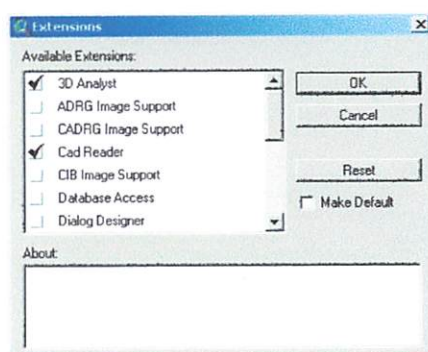 Extensions
Available Extensions:
3D Analyst
ADRG Image Support
CADRG Image Support
Cad Reader
CIB Image Support
Database Access
Dialog Designer
OK
Cancel
Reset
Make Default
About: